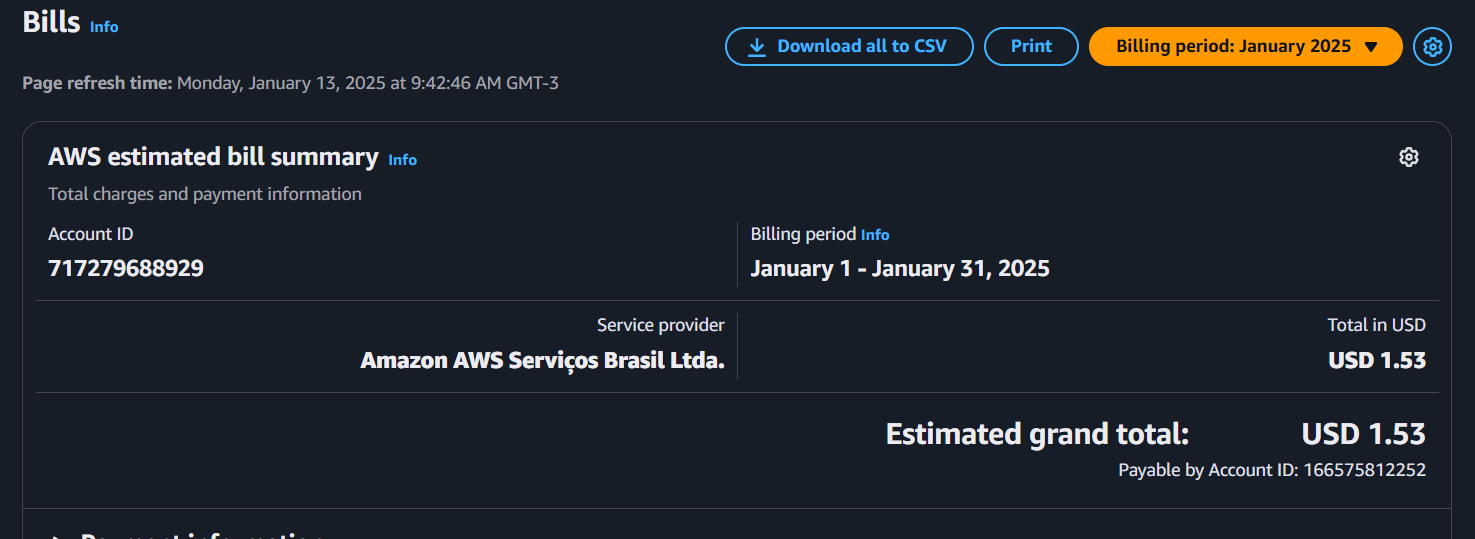 Bills Info
Download all to CSV
Print
Billing period: January 2025
Page refresh time: Monday, January 13, 2025 at 9:42:46 AM GMT-3
AWS estimated bill summary Info
Total charges and payment information
Account ID
717279688929
Billing period Info
January 1 - January 31, 2025
Service provider
Amazon AWS Serviços Brasil Ltda.
Total in USD
USD 1.53
Estimated grand total: USD 1.53
Payable by Account ID: 166575812252
Payment information